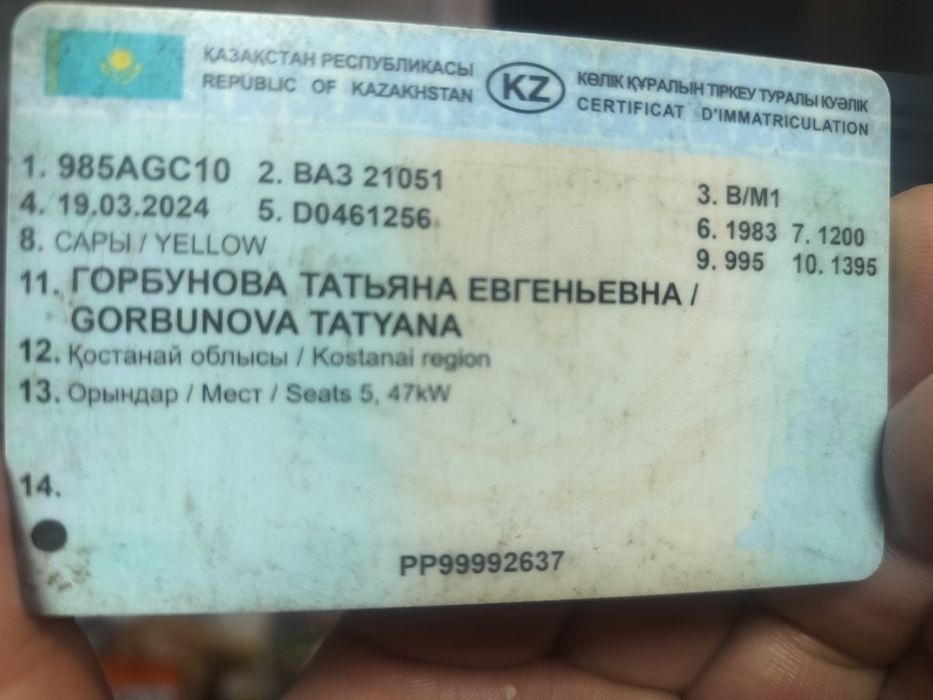 ҚАЗАҚСТАН РЕСПУБЛИКАСЫ
REPUBLIC OF KAZAKHSTAN
KZ
КӨЛІК ҚҰРАЛЫН ТІРКЕУ ТУРАЛЫ КУӘЛІК
CERTIFICAT D'IMMATRICULATION
1. 985AGC10 2. ВАЗ 21051 3. B/M1
4. 19.03.2024 5. D0461256 6. 1983 7. 1200
8. САРЫ / YELLOW 9. 995 10. 1395
11. ГОРБУНОВА ТАТЬЯНА ЕВГЕНЬЕВНА /
GORBUNOVA TATYANA
12. Қостанай облысы / Kostanai region
13. Орындар / Мест / Seats 5, 47kW
14.
PP99992637